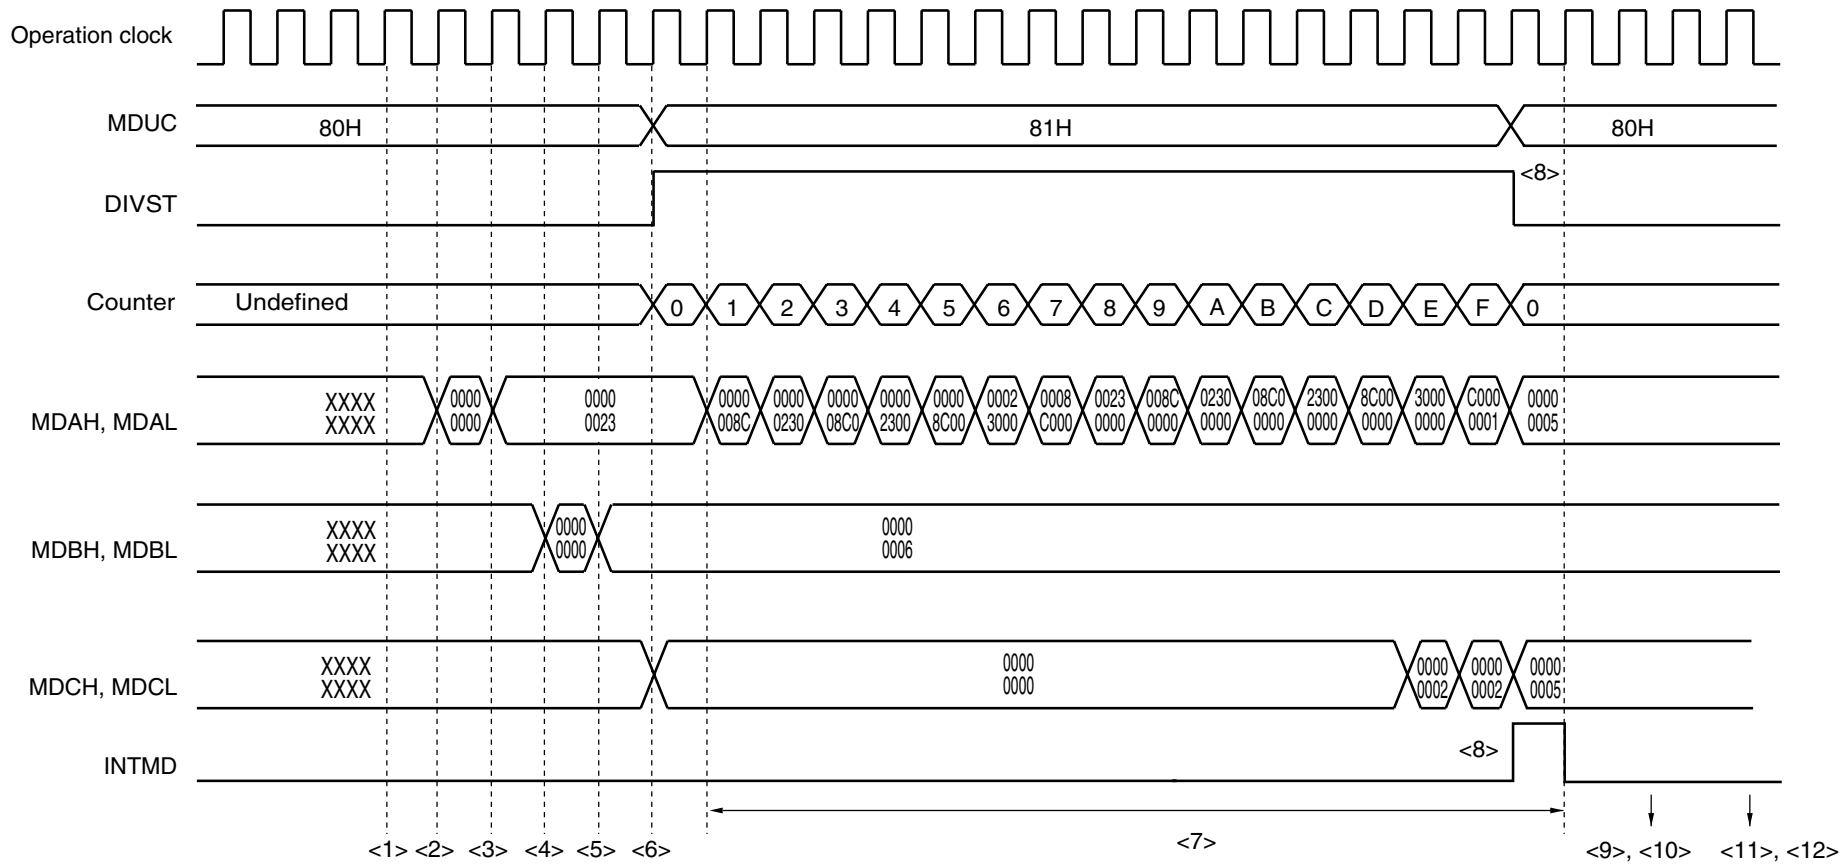 Operation clock
MDUC
80H
81H
80H
DIVST
<8>
Counter
Undefined
0 1 2 3 4 5 6 7 8 9 A B C D E F 0
MDAH, MDAL
XXXX 0000 0000 0000 0000 0000 0000 0000 0002 0008 0023 008C 0230 08C0 2300 8C00 3000 C000 0000
XXXX 0000 0023 008C 0230 08C0 2300 8C00 3000 C000 0000 0000 0000 0000 0000 0000 0000 0001 0005
MDBH, MDBL
XXXX 0000 0000
XXXX 0000 0006
MDCH, MDCL
XXXX 0000 0000 0000 0000
XXXX 0000 0002 0002 0005
INTMD
<8>
<1> <2> <3> <4> <5> <6> <7> <9>, <10> <11>, <12>